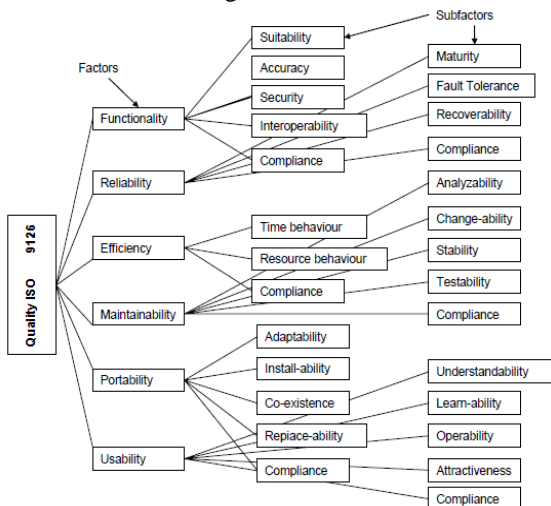 Subfactors
Factors
Quality ISO 9126
Functionality
Reliability
Efficiency
Maintainability
Portability
Usability
Suitability
Accuracy
Security
Interoperability
Compliance
Time behaviour
Resource behaviour
Compliance
Adaptability
Install-ability
Co-existence
Repiace-ability
Compliance
Maturity
Fault Tolerance
Recoverability
Compliance
Analyzability
Change-ability
Stability
Testability
Compliance
Understandability
Learn-ability
Operability
Attractiveness
Compliance